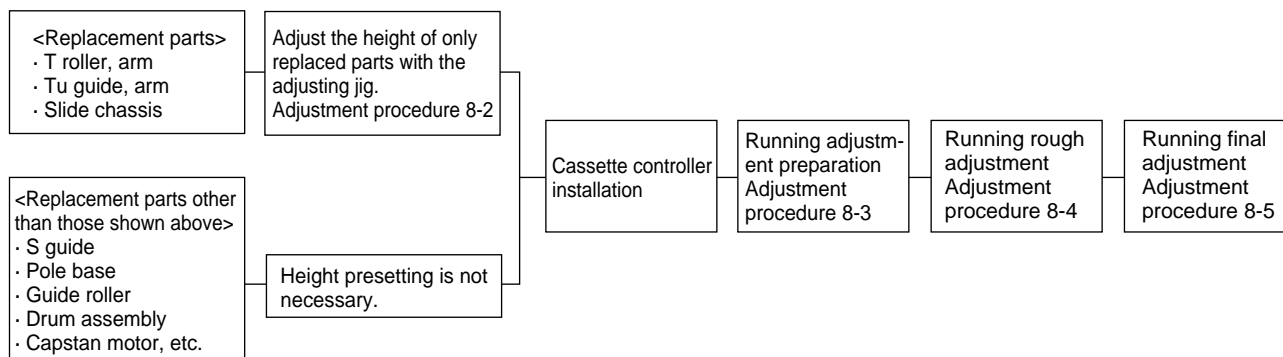 <Replacement parts>
· T roller, arm
· Tu guide, arm
· Slide chassis
Adjust the height of only
replaced parts with the
adjusting jig.
Adjustment procedure 8-2
<Replacement parts other
than those shown above>
· S guide
· Pole base
· Guide roller
· Drum assembly
· Capstan motor, etc.
Height presetting is not
necessary.
Cassette controller
installation
Running adjustm-
ent preparation
Adjustment
procedure 8-3
Running rough
adjustment
Adjustment
procedure 8-4
Running final
adjustment
Adjustment
procedure 8-5